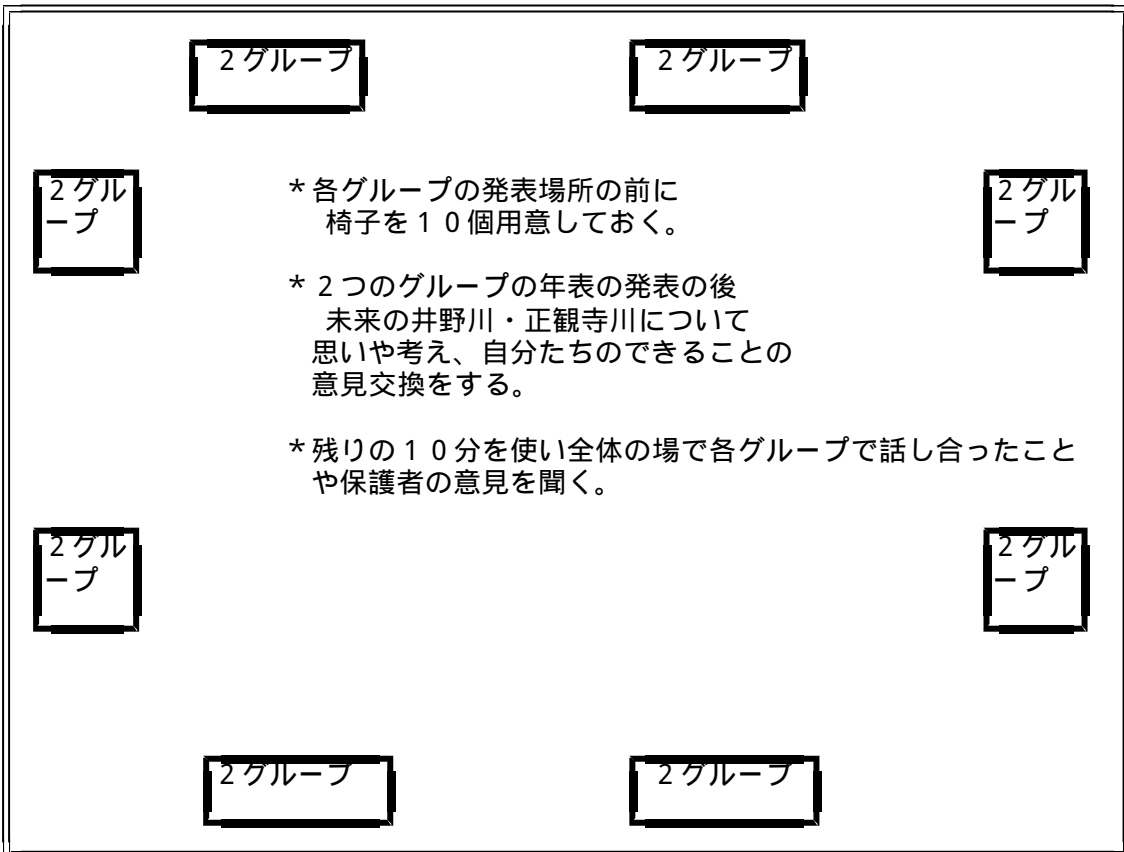 ２グループ
２グループ
２グル
ープ
２グル
ープ
＊各グループの発表場所の前に
椅子を１０個用意しておく。
＊２つのグループの年表の発表の後
未来の井野川・正観寺川について
思いや考え、自分たちのできることの
意見交換をする。
＊残りの１０分を使い全体の場で各グループで話し合ったこと
や保護者の意見を聞く。
２グル
ープ
２グル
ープ
２グループ
２グループ